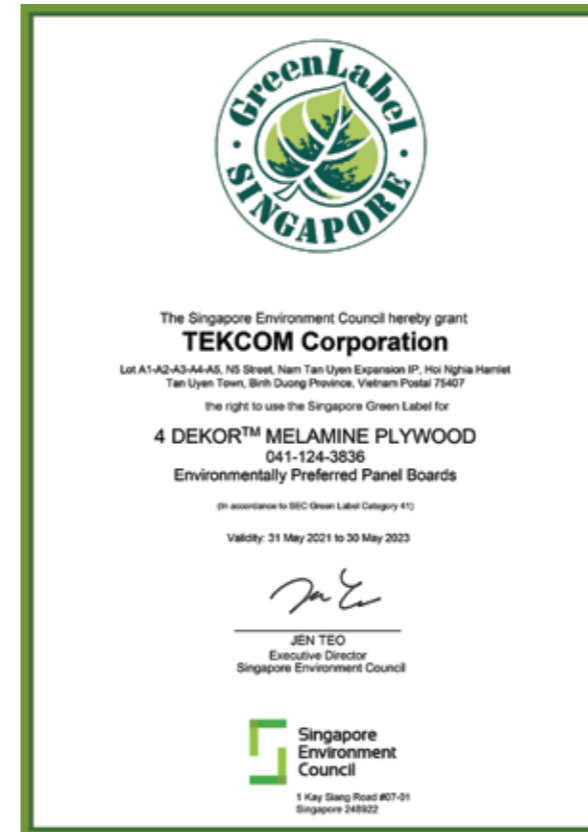 GreenLabel
SINGAPORE
The Singapore Environment Council hereby grant
TEKCOM Corporation
Lot A1-A2-A3-A4-A5, N5 Street, Nam Tan Uyen Expansion IP, Hoi Nghia Hamlet
Tan Uyen Town, Binh Duong Province, Vietnam Postal 75407
the right to use the Singapore Green Label for
4 DEKOR™ MELAMINE PLYWOOD
041-124-3836
Environmentally Preferred Panel Boards
(In accordance to SEC Green Label Category 41)
Validity: 31 May 2021 to 30 May 2023
JEN TEO
Executive Director
Singapore Environment Council
Singapore
Environment
Council
1 Kay Siang Road #07-01
Singapore 248922